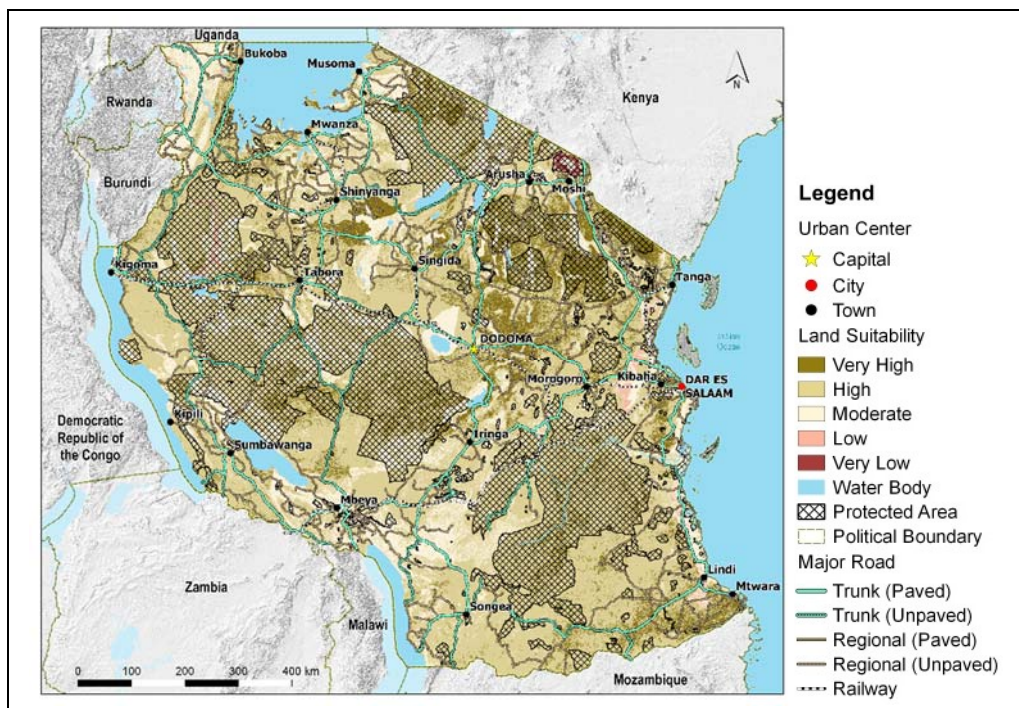 Uganda
Bukoba
Musoma
Kenya
N
Rwanda
Mwanza
Burundi
Arusha
Moshi
Shinyanga
Kigoma
Tabora
Singida
Tanga
Indian
Ocean
DODOMA
Morogoro
Kibaha
DAR ES
SALAAM
Kipili
Democratic
Republic of
the Congo
Iringa
Sumbawanga
Mbeya
Lindi
Mtwara
Zambia
Songea
Malawi
Mozambique
0 100 200 300 400 km
Legend
Urban Center
Capital
City
Town
Land Suitability
Very High
High
Moderate
Low
Very Low
Water Body
Protected Area
Political Boundary
Major Road
Trunk (Paved)
Trunk (Unpaved)
Regional (Paved)
Regional (Unpaved)
Railway